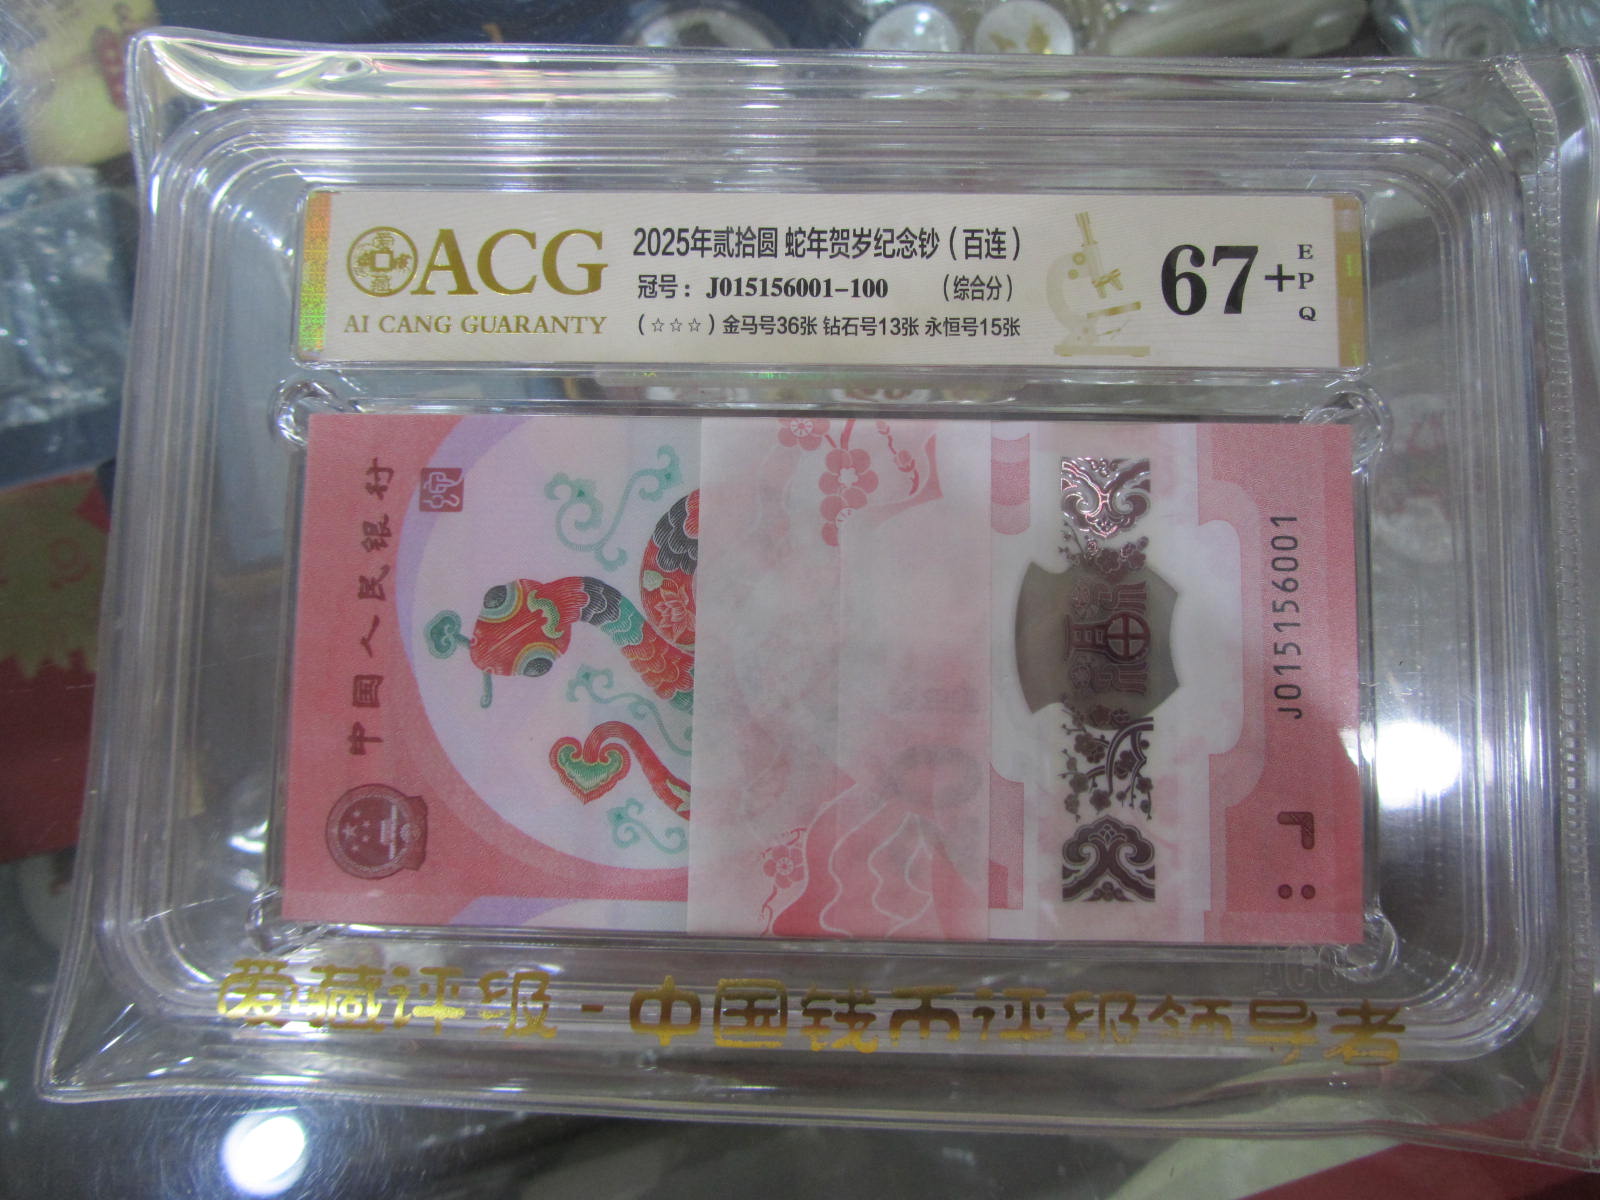 ACG
AI CANG GUARANTY
2025年贰拾圆 蛇年贺岁纪念钞（百连）
冠号：J015156001-100 （综合分）
（☆☆☆）金马号36张 钻石号13张 永恒号15张
67+
EPQ
中国人民银行
J015156001
爱藏评级-中国钱币评级领导者